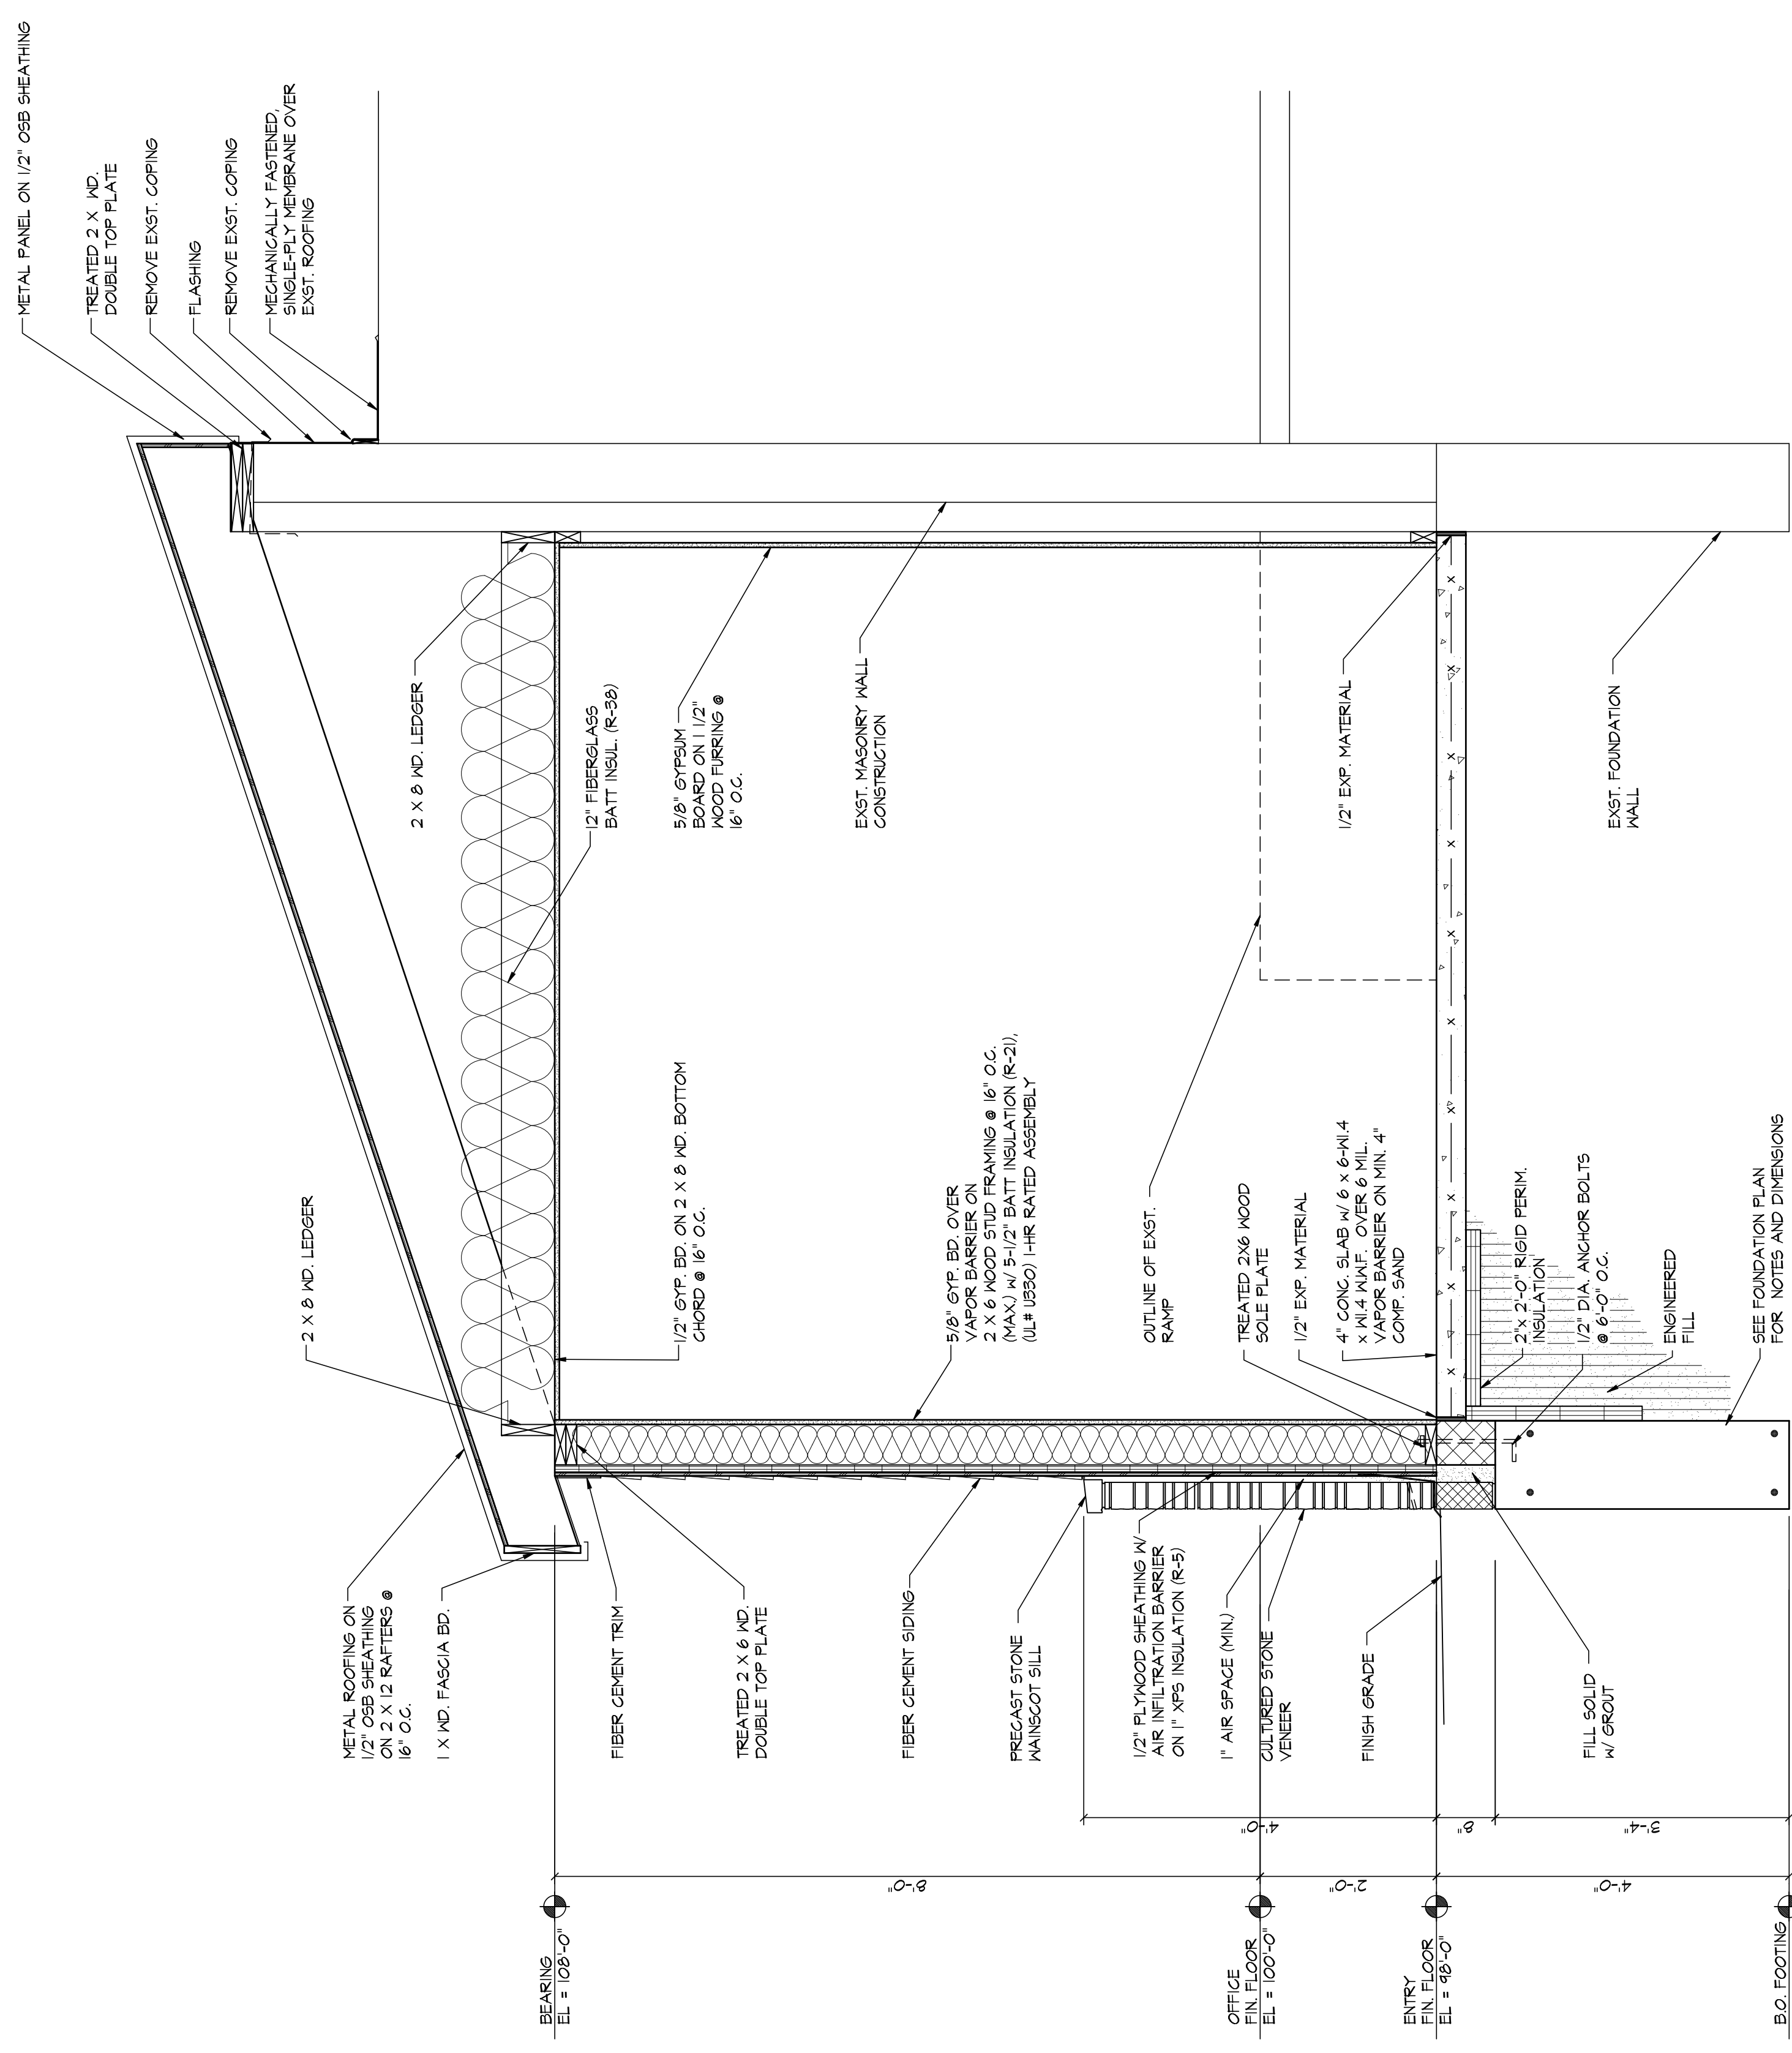 METAL PANEL ON 1/2" OSB SHEATHING
TREATED 2 X WD.
DOUBLE TOP PLATE
REMOVE EXST. COPING
FLASHING
REMOVE EXST. COPING
MECHANICALLY FASTENED,
SINGLE-PLY MEMBRANE OVER
EXST. ROOFING
2 X 8 WD. LEDGER
12" FIBERGLASS
BATT INSUL. (R-38)
5/8" GYPSUM
BOARD ON 1 1/2"
WOOD FURRING @
16" O.C.
EXST. MASONRY WALL
CONSTRUCTION
1/2" EXP. MATERIAL
EXST. FOUNDATION
WALL
2 X 8 WD. LEDGER
1/2" GYP. BD. ON 2 X 8 WD. BOTTOM
CHORD @ 16" O.C.
5/8" GYP. BD. OVER
VAPOR BARRIER ON
2 X 6 WOOD STUD FRAMING @ 16" O.C.
(MAX.) W/ 5-1/2" BATT INSULATION (R-21),
(UL# U330) 1-HR RATED ASSEMBLY
OUTLINE OF EXST.
RAMP
TREATED 2X6 WOOD
SOLE PLATE
1/2" EXP. MATERIAL
4" CONC. SLAB W/ 6 x 6-W1.4
x W1.4 W.W.F. OVER 6 MIL.
VAPOR BARRIER ON MIN. 4"
COMP. SAND
2"x 2'-0" RIGID PERIM.
INSULATION
1/2" DIA. ANCHOR BOLTS
@ 6'-0" O.C.
ENGINEERED
FILL
SEE FOUNDATION PLAN
FOR NOTES AND DIMENSIONS
METAL ROOFING ON
1/2" OSB SHEATHING
ON 2 X 12 RAFTERS @
16" O.C.
1 X WD. FASCIA BD.
FIBER CEMENT TRIM
TREATED 2 X 6 WD.
DOUBLE TOP PLATE
FIBER CEMENT SIDING
PRECAST STONE
WAINSCOT SILL
1/2" PLYWOOD SHEATHING W/
AIR INFILTRATION BARRIER
ON 1" XPS INSULATION (R-5)
1" AIR SPACE (MIN.)
CULTURED STONE
VENEER
FINISH GRADE
FILL SOLID
W/ GROUT
4'-0"
8"
3'-4"
8'-0"
2'-0"
4'-0"
BEARING
EL = 108'-0"
OFFICE
FIN. FLOOR
EL = 100'-0"
ENTRY
FIN. FLOOR
EL = 98'-0"
B.O. FOOTING